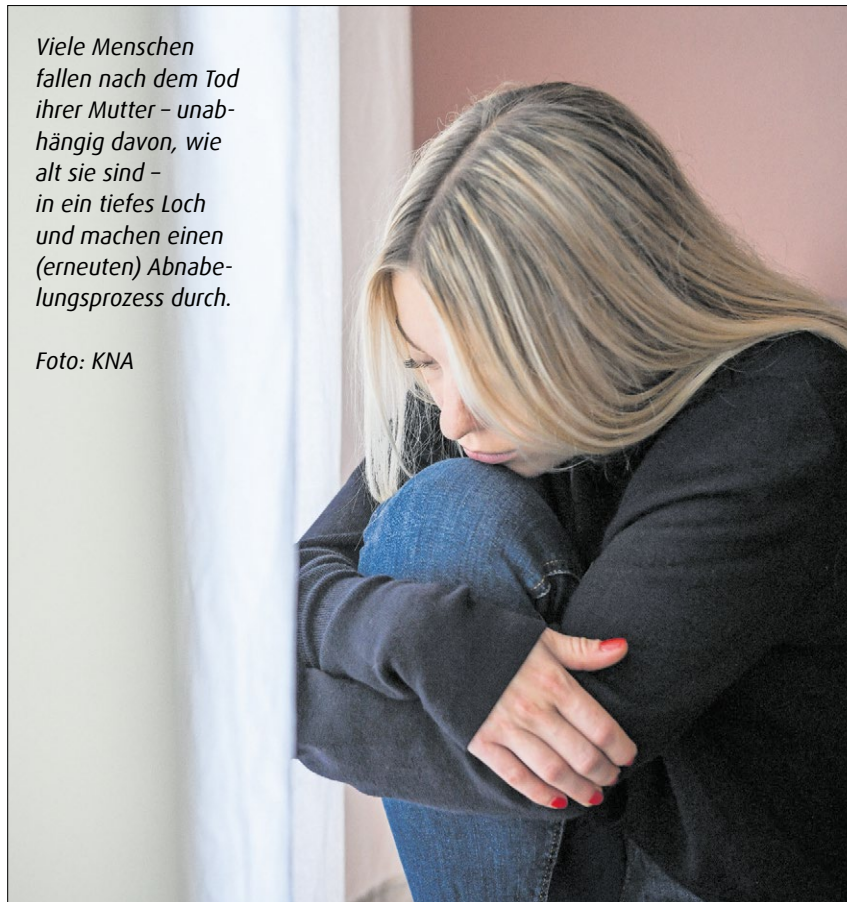 Viele Menschen
fallen nach dem Tod
ihrer Mutter – unab-
hängig davon, wie
alt sie sind –
in ein tiefes Loch
und machen einen
(erneuten) Abnabe-
lungsprozess durch.
Foto: KNA